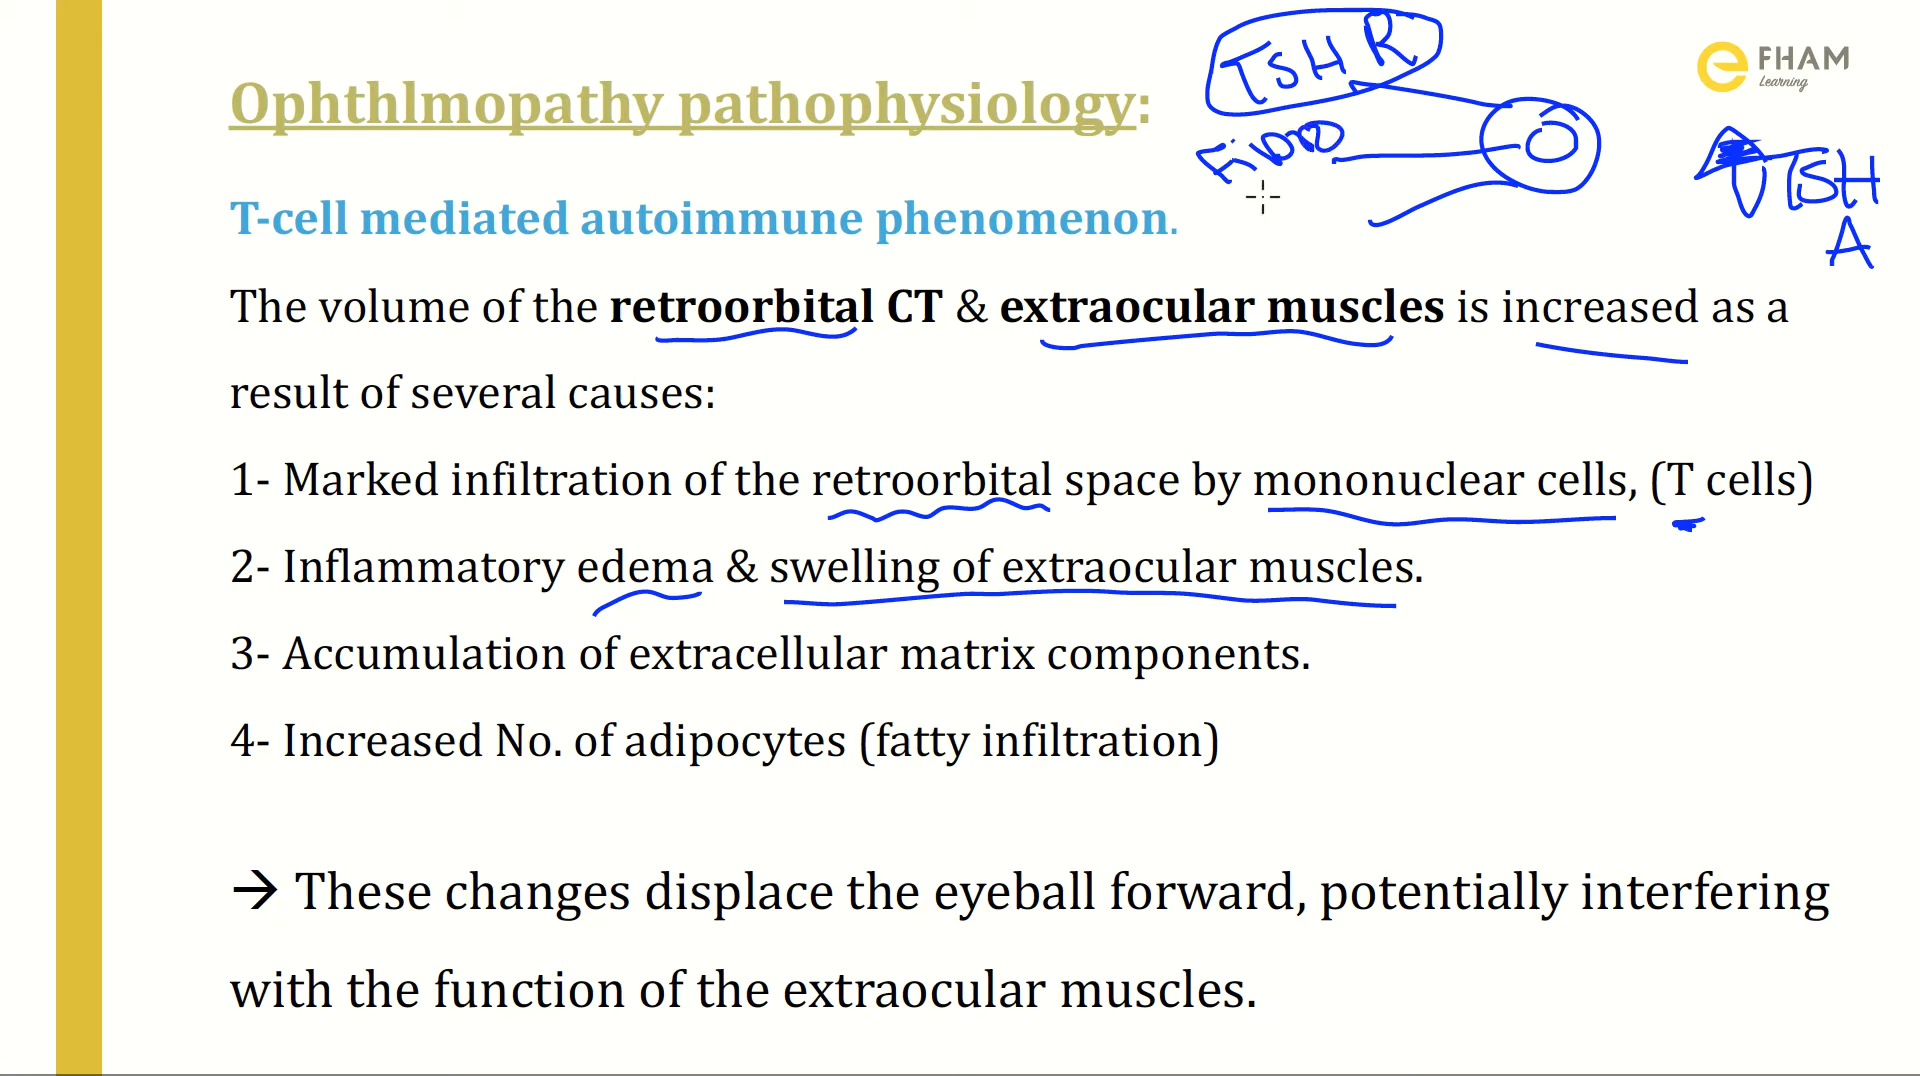 TSHR
FHAM
Learning
Ophthlmopathy pathophysiology:
Fibro
TSH
A
T-cell mediated autoimmune phenomenon.
The volume of the retroorbital CT & extraocular muscles is increased as a
result of several causes:
1- Marked infiltration of the retroorbital space by mononuclear cells, (T cells)
2- Inflammatory edema & swelling of extraocular muscles.
3- Accumulation of extracellular matrix components.
4- Increased No. of adipocytes (fatty infiltration)
→ These changes displace the eyeball forward, potentially interfering
with the function of the extraocular muscles.